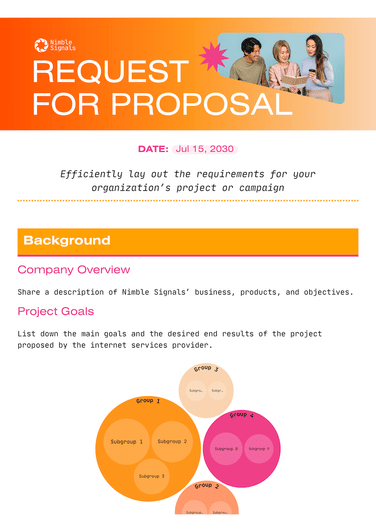 Nimble
Signals
REQUEST
FOR PROPOSAL
DATE: Jul 15, 2030
Efficiently lay out the requirements for your
organization's project or campaign
Background
Company Overview
Share a description of Nimble Signals' business, products, and objectives.
Project Goals
List down the main goals and the desired end results of the project
proposed by the internet services provider.
Group 3
Subgrou… Subgr…
Group 1
Group 4
Subgroup 1 Subgroup 2
Subgroup 3
Group 2